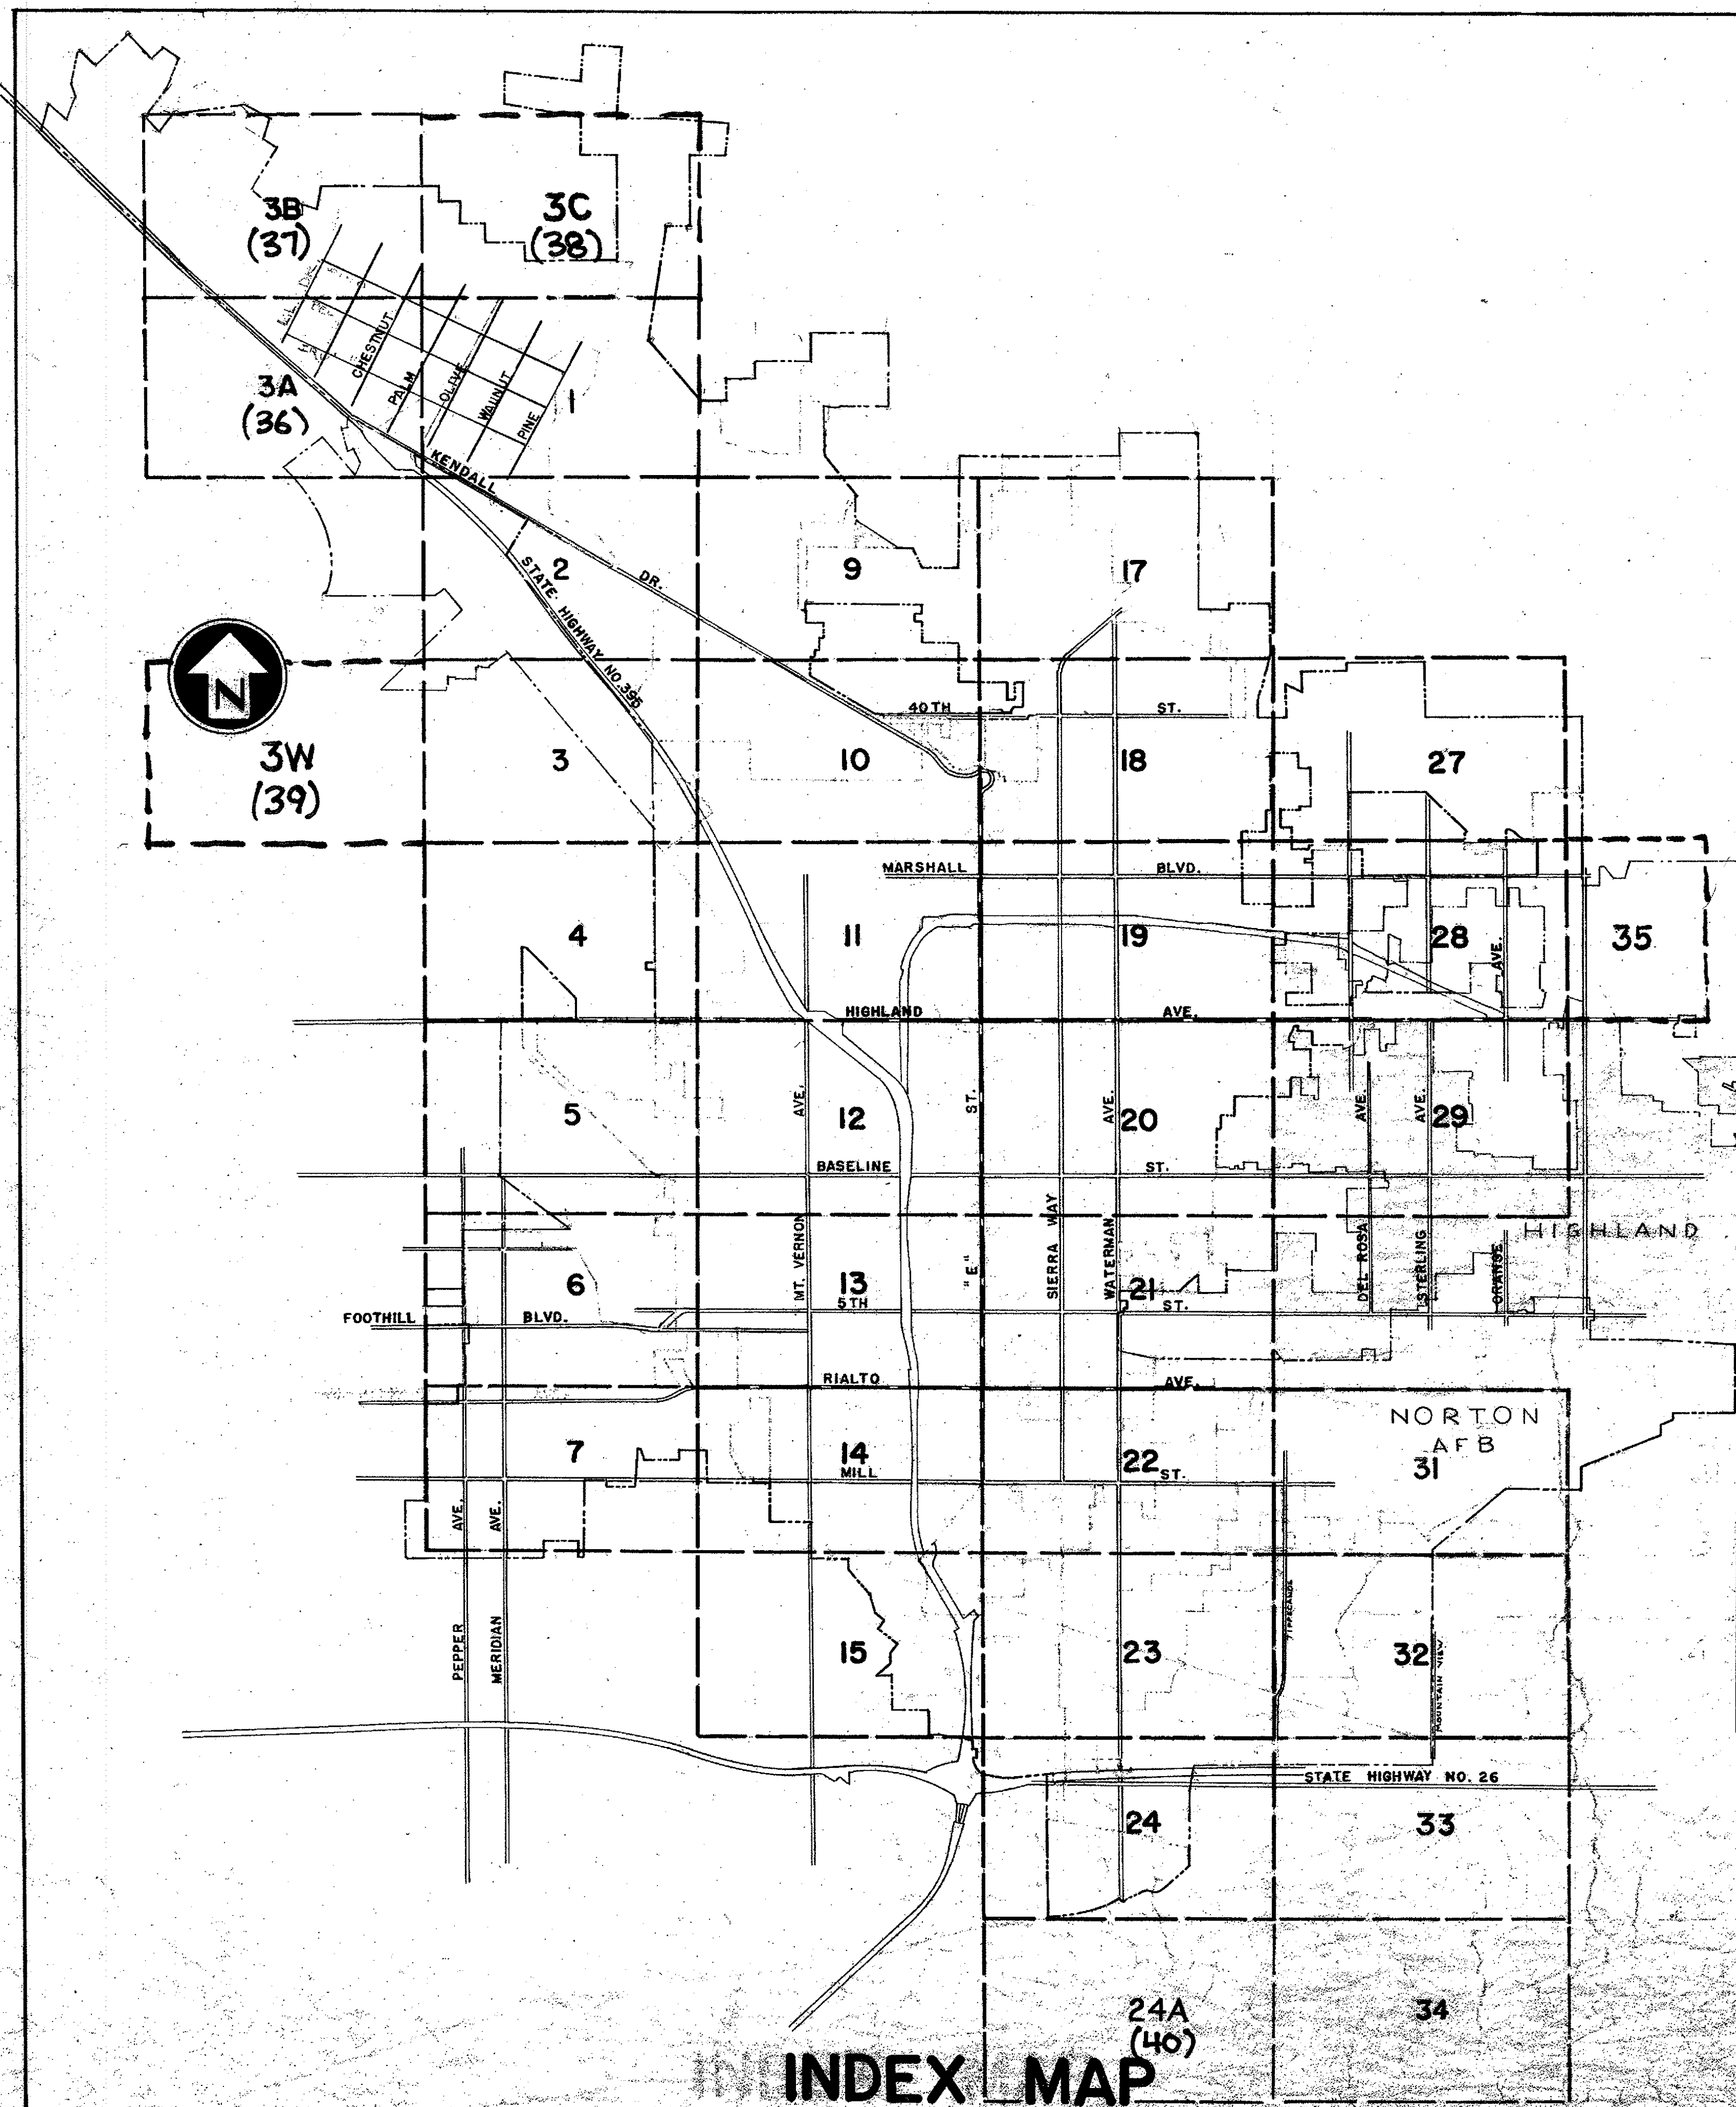 3B
(37)
3C
(38)
3A
(36)
CHESTNUT
PALM
OLIVE
WALNUT
PINE
1
KENDALL
DR.
2
9
17
STATE HIGHWAY NO. 395
N
3W
(39)
3
10
40TH ST.
18
27
MARSHALL BLVD.
4
11
19
28
AVE.
35
HIGHLAND AVE.
5
AVE.
12
ST.
AVE.
20
AVE.
AVE.
29
BASELINE ST.
HIGHLAND
6
MT. VERNON
13
"E"
SIERRA WAY
WATERMAN
21
DEL ROSA
STERLING
ORANGE
5TH ST.
FOOTHILL BLVD.
RIALTO AVE.
NORTON
AFB
31
7
14
22
MILL ST.
AVE.
AVE.
PEPPER
MERIDIAN
15
23
TIPPECANOE
32
MOUNTAIN VIEW
STATE HIGHWAY NO. 26
24
33
24A
(40)
34
INDEX MAP